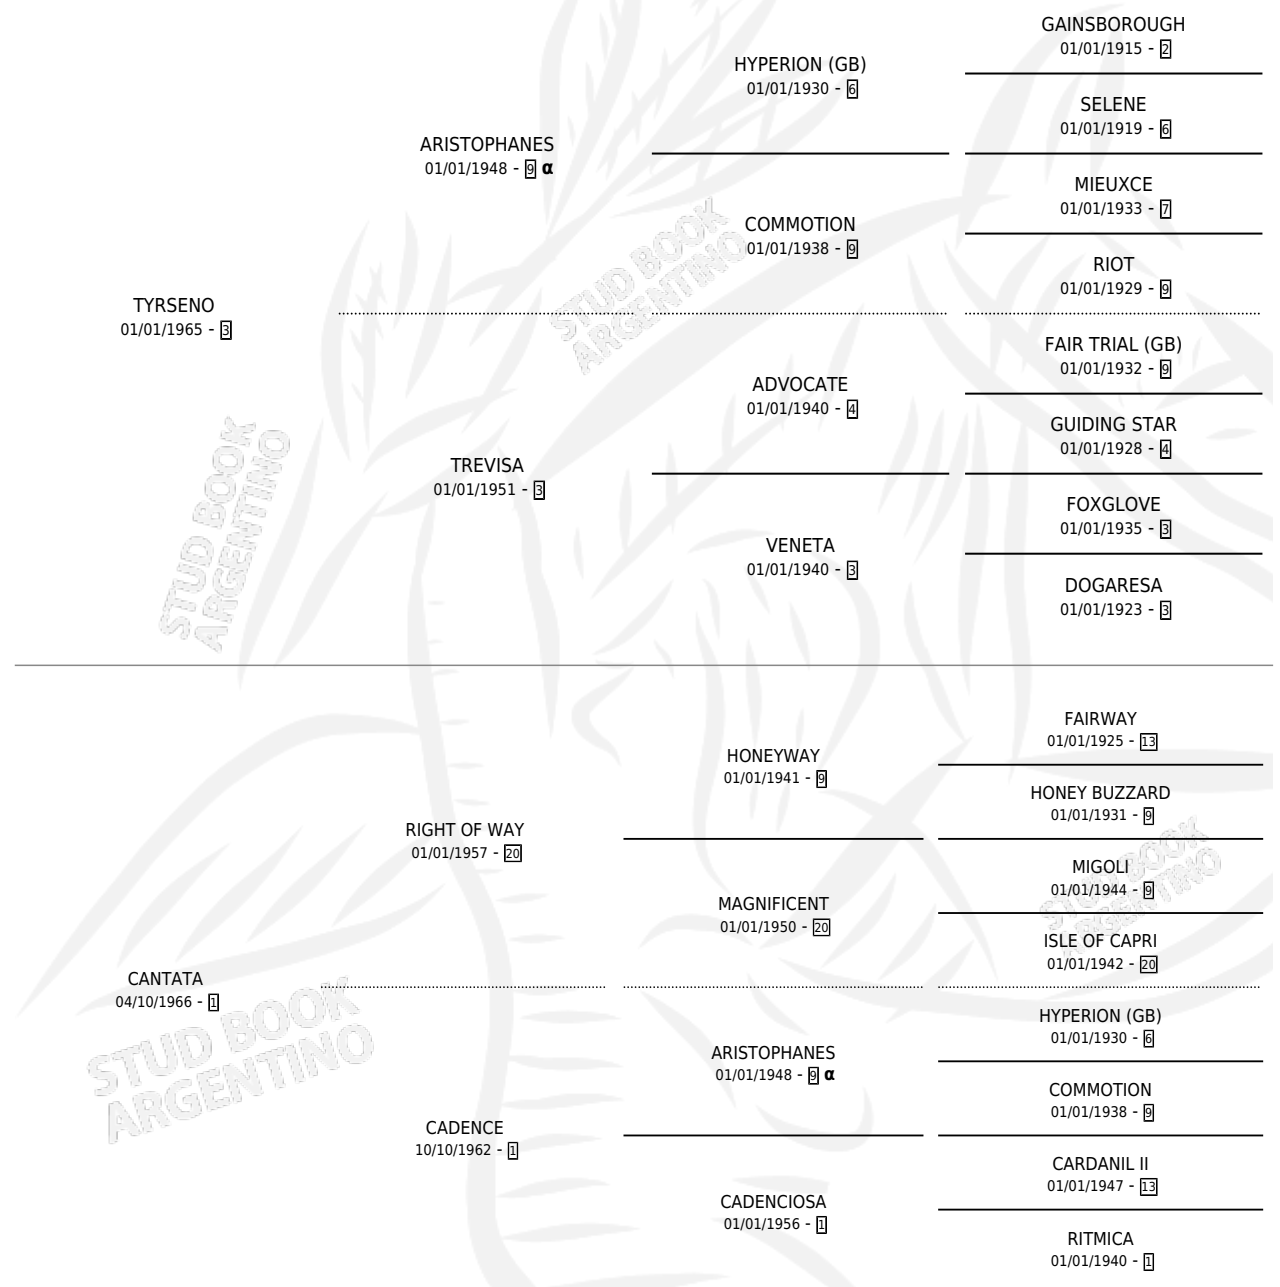 GAINSBOROUGH
01/01/1915 - 2
HYPERION (GB)
01/01/1930 - 6
SELENE
01/01/1919 - 6
ARISTOPHANES
01/01/1948 - 9 α
MIEUXCE
01/01/1933 - 7
COMMOTION
01/01/1938 - 9
RIOT
01/01/1929 - 9
TYRSENO
01/01/1965 - 3
FAIR TRIAL (GB)
01/01/1932 - 9
ADVOCATE
01/01/1940 - 4
GUIDING STAR
01/01/1928 - 4
TREVISA
01/01/1951 - 3
FOXGLOVE
01/01/1935 - 3
VENETA
01/01/1940 - 3
DOGARESA
01/01/1923 - 3
FAIRWAY
01/01/1925 - 13
HONEYWAY
01/01/1941 - 9
HONEY BUZZARD
01/01/1931 - 9
RIGHT OF WAY
01/01/1957 - 20
MIGOLI
01/01/1944 - 9
MAGNIFICENT
01/01/1950 - 20
ISLE OF CAPRI
01/01/1942 - 20
CANTATA
04/10/1966 - 1
HYPERION (GB)
01/01/1930 - 6
ARISTOPHANES
01/01/1948 - 9 α
COMMOTION
01/01/1938 - 9
CADENCE
10/10/1962 - 1
CARDANIL II
01/01/1947 - 13
CADENCIOSA
01/01/1956 - 1
RITMICA
01/01/1940 - 1
STUD BOOK
ARGENTINO
STUD BOOK
ARGENTINO
STUD BOOK
ARGENTINO
STUD BOOK
ARGENTINO